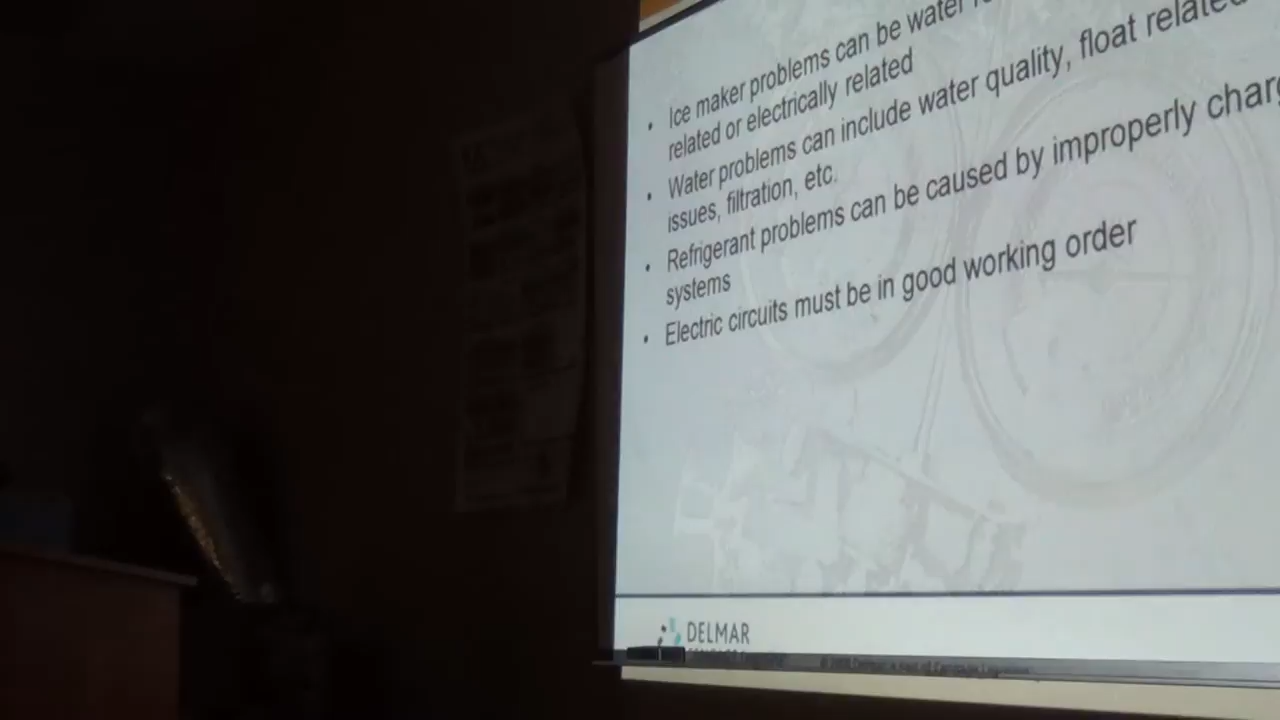 Ice maker problems can be water
related or electrically related
Water problems can include water quality, float related
issues, filtration, etc.
Refrigerant problems can be caused by improperly
systems
Electric circuits must be in good working order
DELMAR